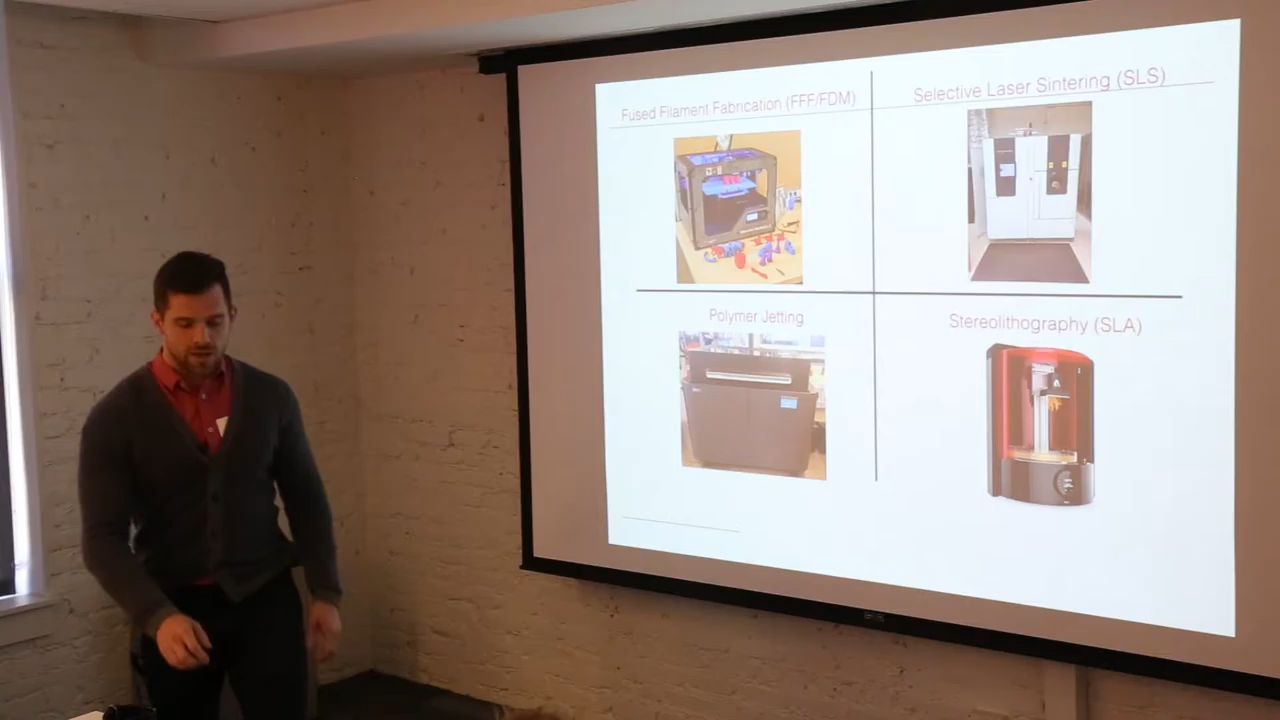 Fused Filament Fabrication (FFF/FDM)
Selective Laser Sintering (SLS)
Polymer Jetting
Stereolithography (SLA)